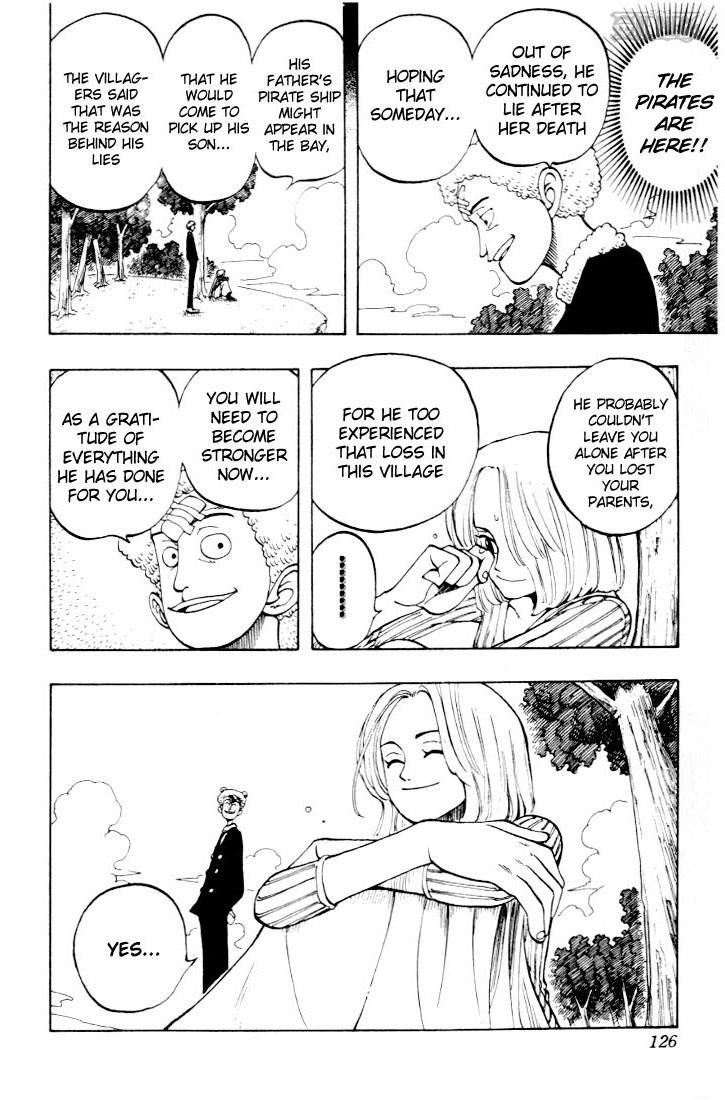 THE
PIRATES
ARE
HERE!!
OUT OF
SADNESS, HE
CONTINUED TO
LIE AFTER
HER DEATH
HOPING
THAT
SOMEDAY...
HIS
FATHER'S
PIRATE SHIP
MIGHT
APPEAR IN
THE BAY,
THAT HE
WOULD
COME TO
PICK UP HIS
SON...
THE VILLAG-
ERS SAID
THAT WAS
THE REASON
BEHIND HIS
LIES
HE PROBABLY
COULDN'T
LEAVE YOU
ALONE AFTER
YOU LOST
YOUR
PARENTS,
FOR HE TOO
EXPERIENCED
THAT LOSS IN
THIS VILLAGE
.........
YOU WILL
NEED TO
BECOME
STRONGER
NOW...
AS A GRATI-
TUDE OF
EVERYTHING
HE HAS DONE
FOR YOU...
YES...
126